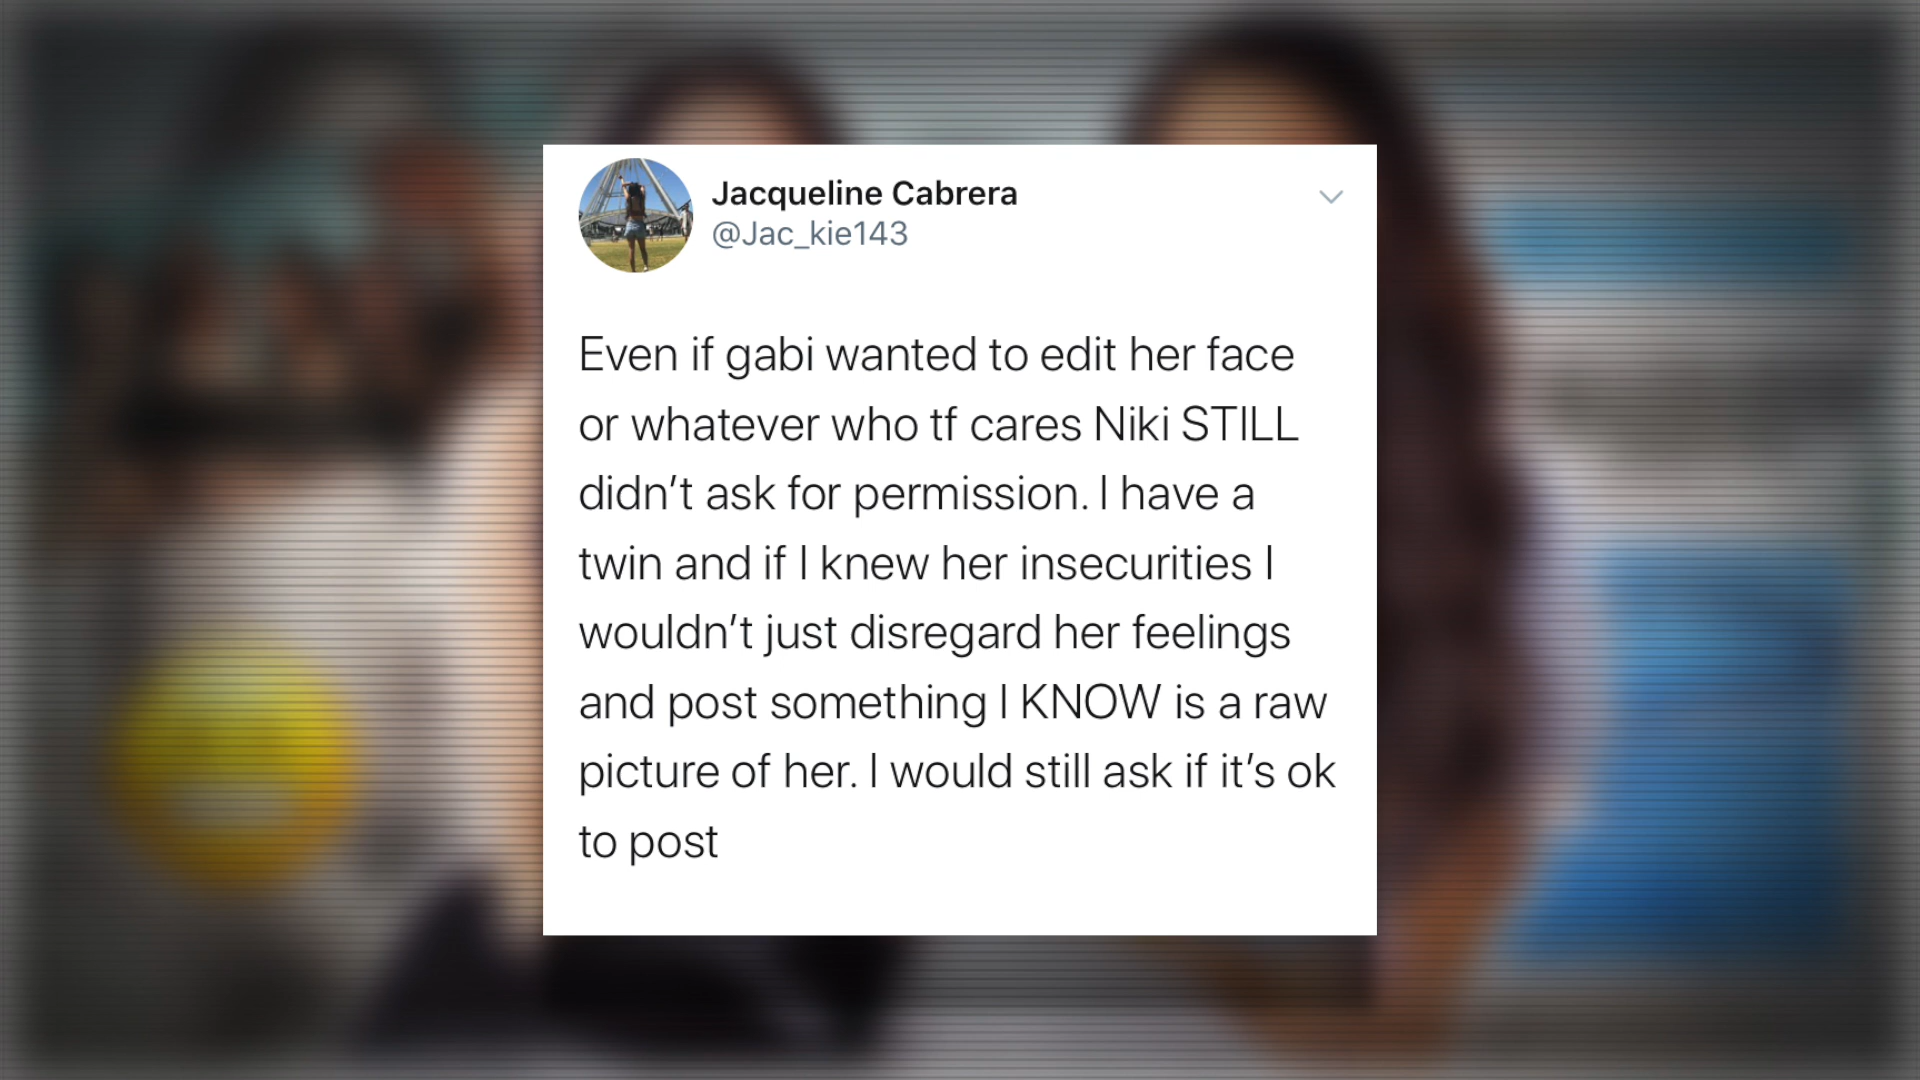 Jacqueline Cabrera
@Jac_kie143
Even if gabi wanted to edit her face
or whatever who tf cares Niki STILL
didn’t ask for permission. I have a
twin and if I knew her insecurities I
wouldn’t just disregard her feelings
and post something I KNOW is a raw
picture of her. I would still ask if it’s ok
to post